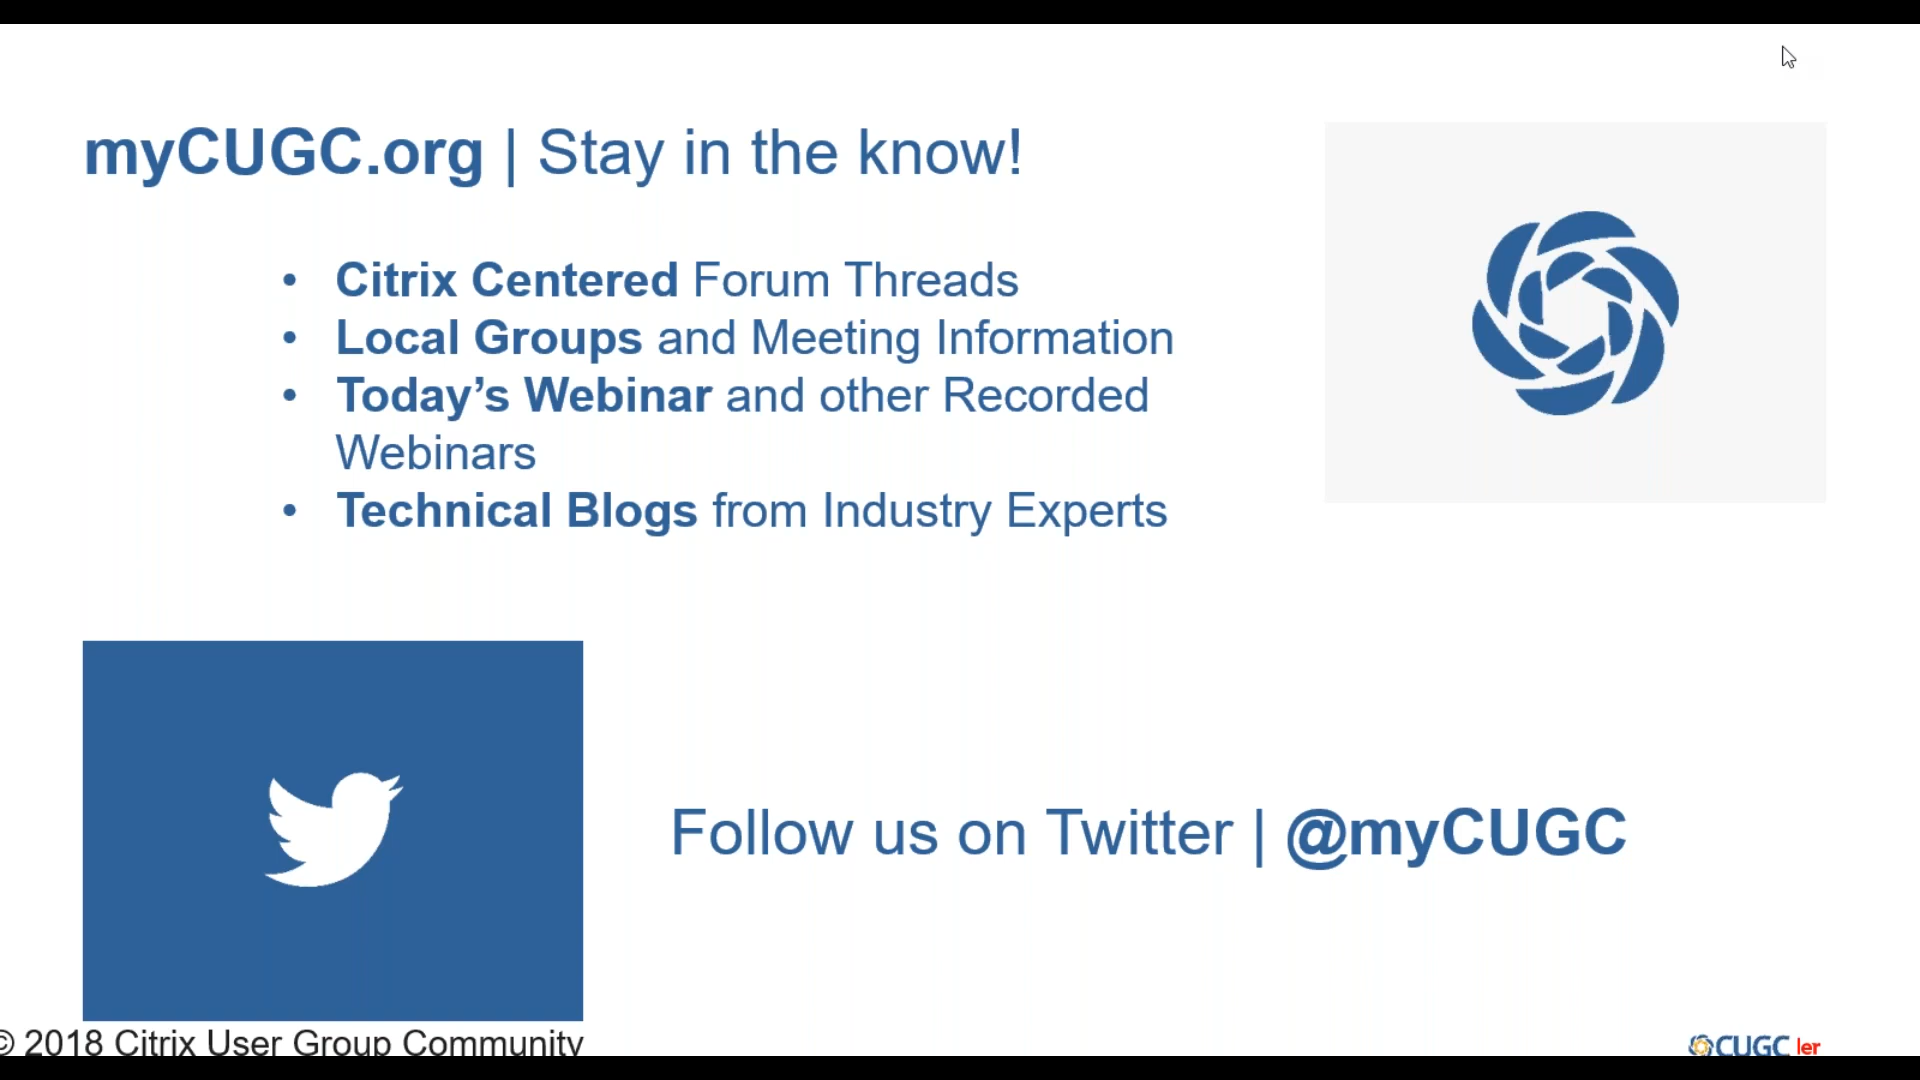 myCUGC.org | Stay in the know!
• Citrix Centered Forum Threads
• Local Groups and Meeting Information
• Today’s Webinar and other Recorded
Webinars
• Technical Blogs from Industry Experts
Follow us on Twitter | @myCUGC
© 2018 Citrix User Group Community
CUGC ler